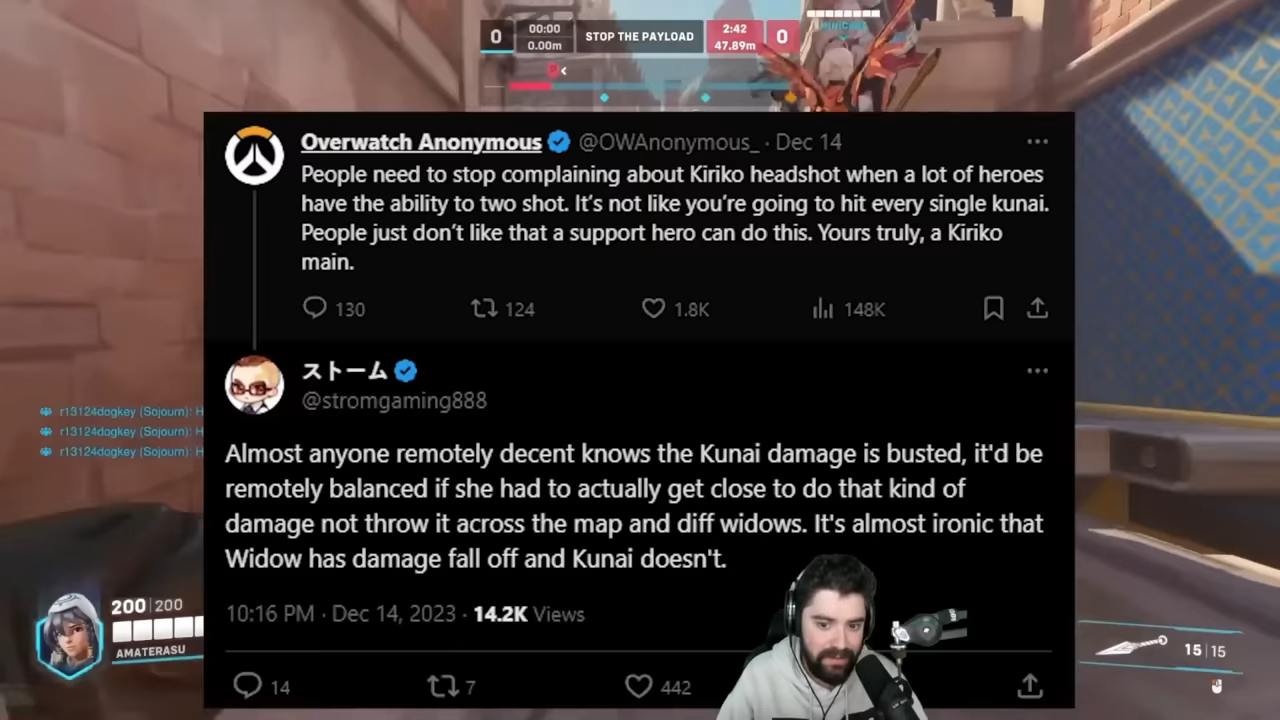 0
00:00
0.00m
STOP THE PAYLOAD
2:42
47.89m
0
Overwatch Anonymous @OWAnonymous_ · Dec 14
People need to stop complaining about Kiriko headshot when a lot of heroes
have the ability to two shot. It’s not like you’re going to hit every single kunai.
People just don’t like that a support hero can do this. Yours truly, a Kiriko
main.
130 124 1.8K 148K
ストーム
@stromgaming888
r13124dogkey (Sojourn): H
r13124dogkey (Sojourn): H
r13124dogkey (Sojourn): H
Almost anyone remotely decent knows the Kunai damage is busted, it'd be
remotely balanced if she had to actually get close to do that kind of
damage not throw it across the map and diff widows. It's almost ironic that
Widow has damage fall off and Kunai doesn't.
10:16 PM · Dec 14, 2023 · 14.2K Views
14 7 442
200|200
AMATERASU
15|15